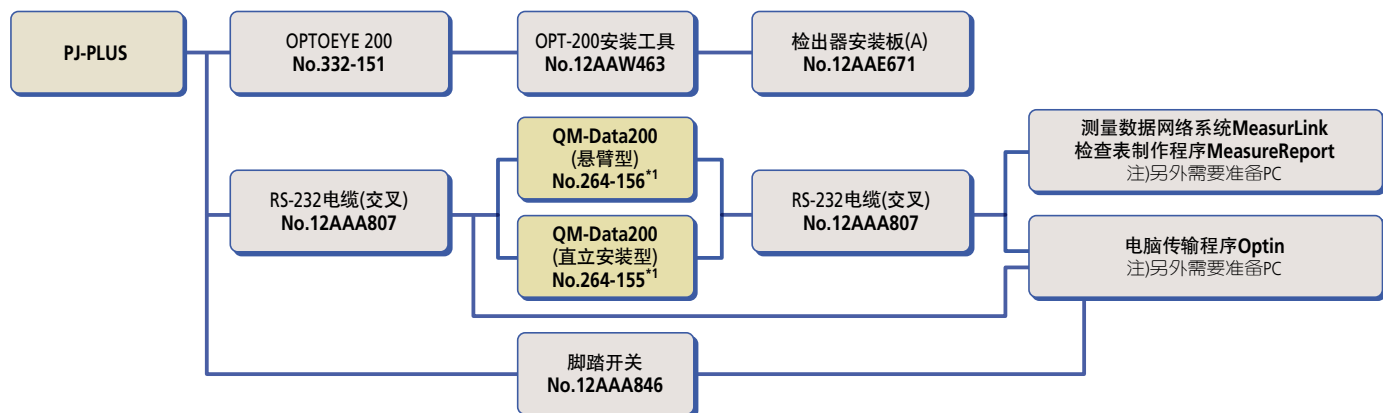 PJ-PLUS
OPTOEYE 200
No.332-151
OPT-200安装工具
No.12AAW463
检出器安装板(A)
No.12AAE671
RS-232电缆(交叉)
No.12AAA807
QM-Data200
(悬臂型)
No.264-156*1
QM-Data200
(直立安装型)
No.264-155*1
RS-232电缆(交叉)
No.12AAA807
测量数据网络系统MeasurLink
检查表制作程序MeasureReport
注)另外需要准备PC
电脑传输程序Optin
注)另外需要准备PC
脚踏开关
No.12AAA846